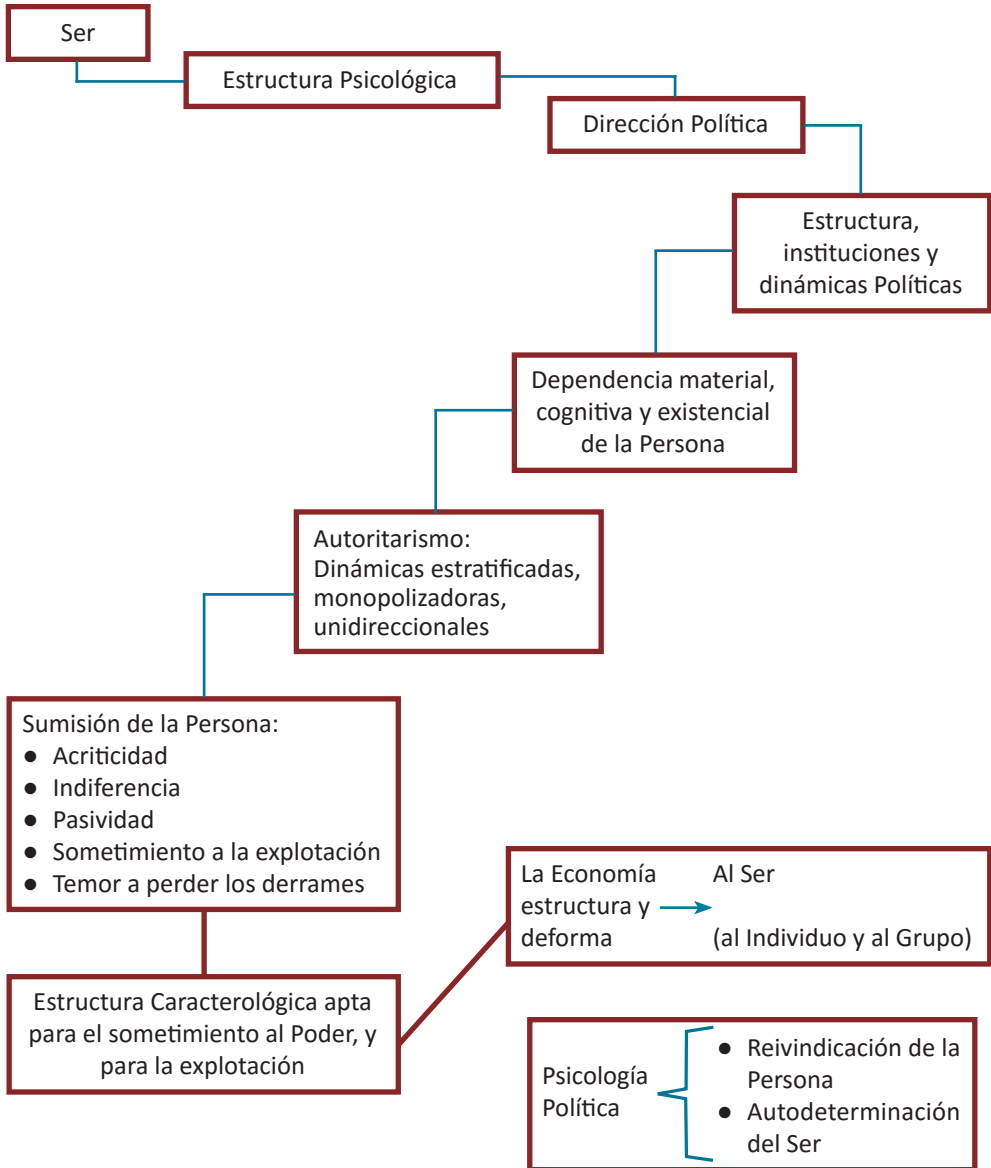 Ser
Estructura Psicológica
Dirección Política
Estructura,
instituciones y
dinámicas Políticas
Dependencia material,
cognitiva y existencial
de la Persona
Autoritarismo:
Dinámicas estratificadas,
monopolizadoras,
unidireccionales
Sumisión de la Persona:
● Acriticidad
● Indiferencia
● Pasividad
● Sometimiento a la explotación
● Temor a perder los derrames
Estructura Caracterológica apta
para el sometimiento al Poder, y
para la explotación
La Economía
estructura y
deforma
Al Ser
(al Individuo y al Grupo)
Psicología
Política
● Reivindicación de la
Persona
● Autodeterminación
del Ser